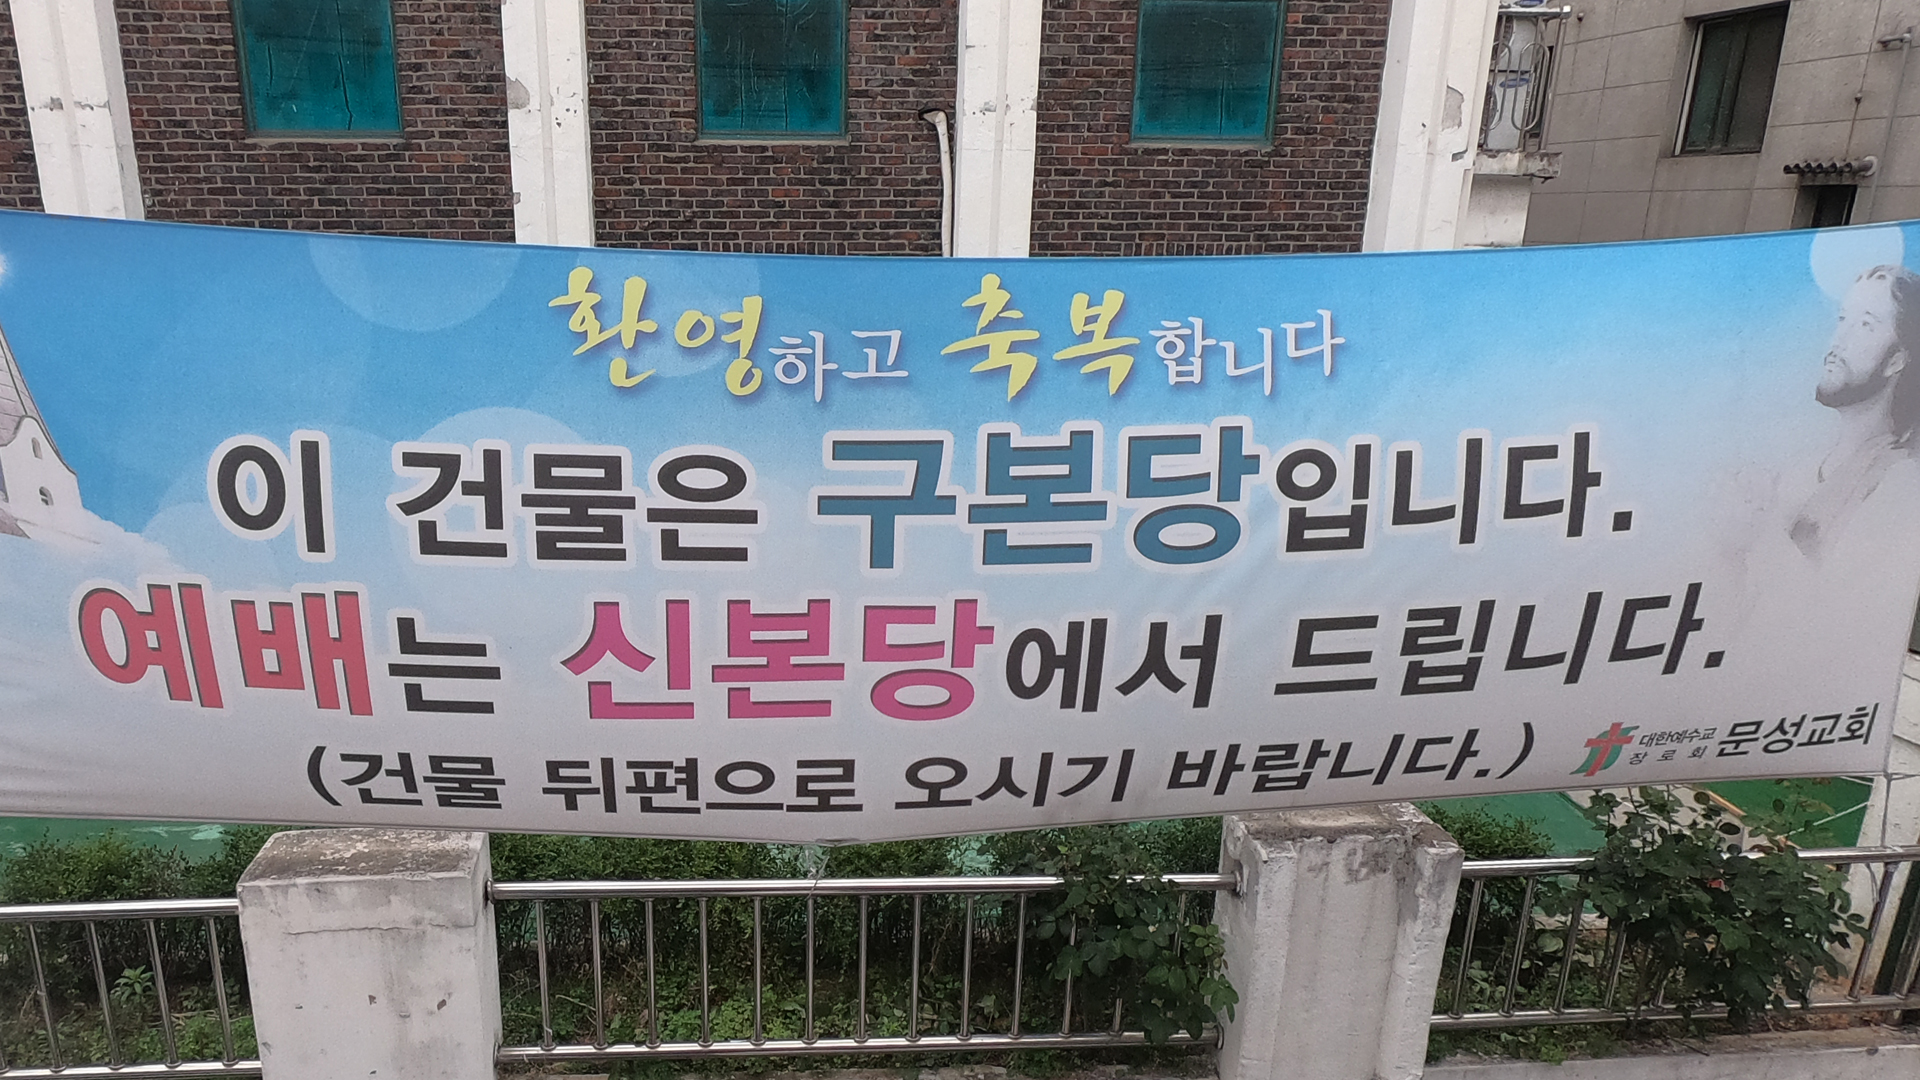 환영하고 축복합니다
이 건물은 구본당입니다.
예배는 신본당에서 드립니다.
(건물 뒤편으로 오시기 바랍니다.)
대한예수교
장로회 문성교회